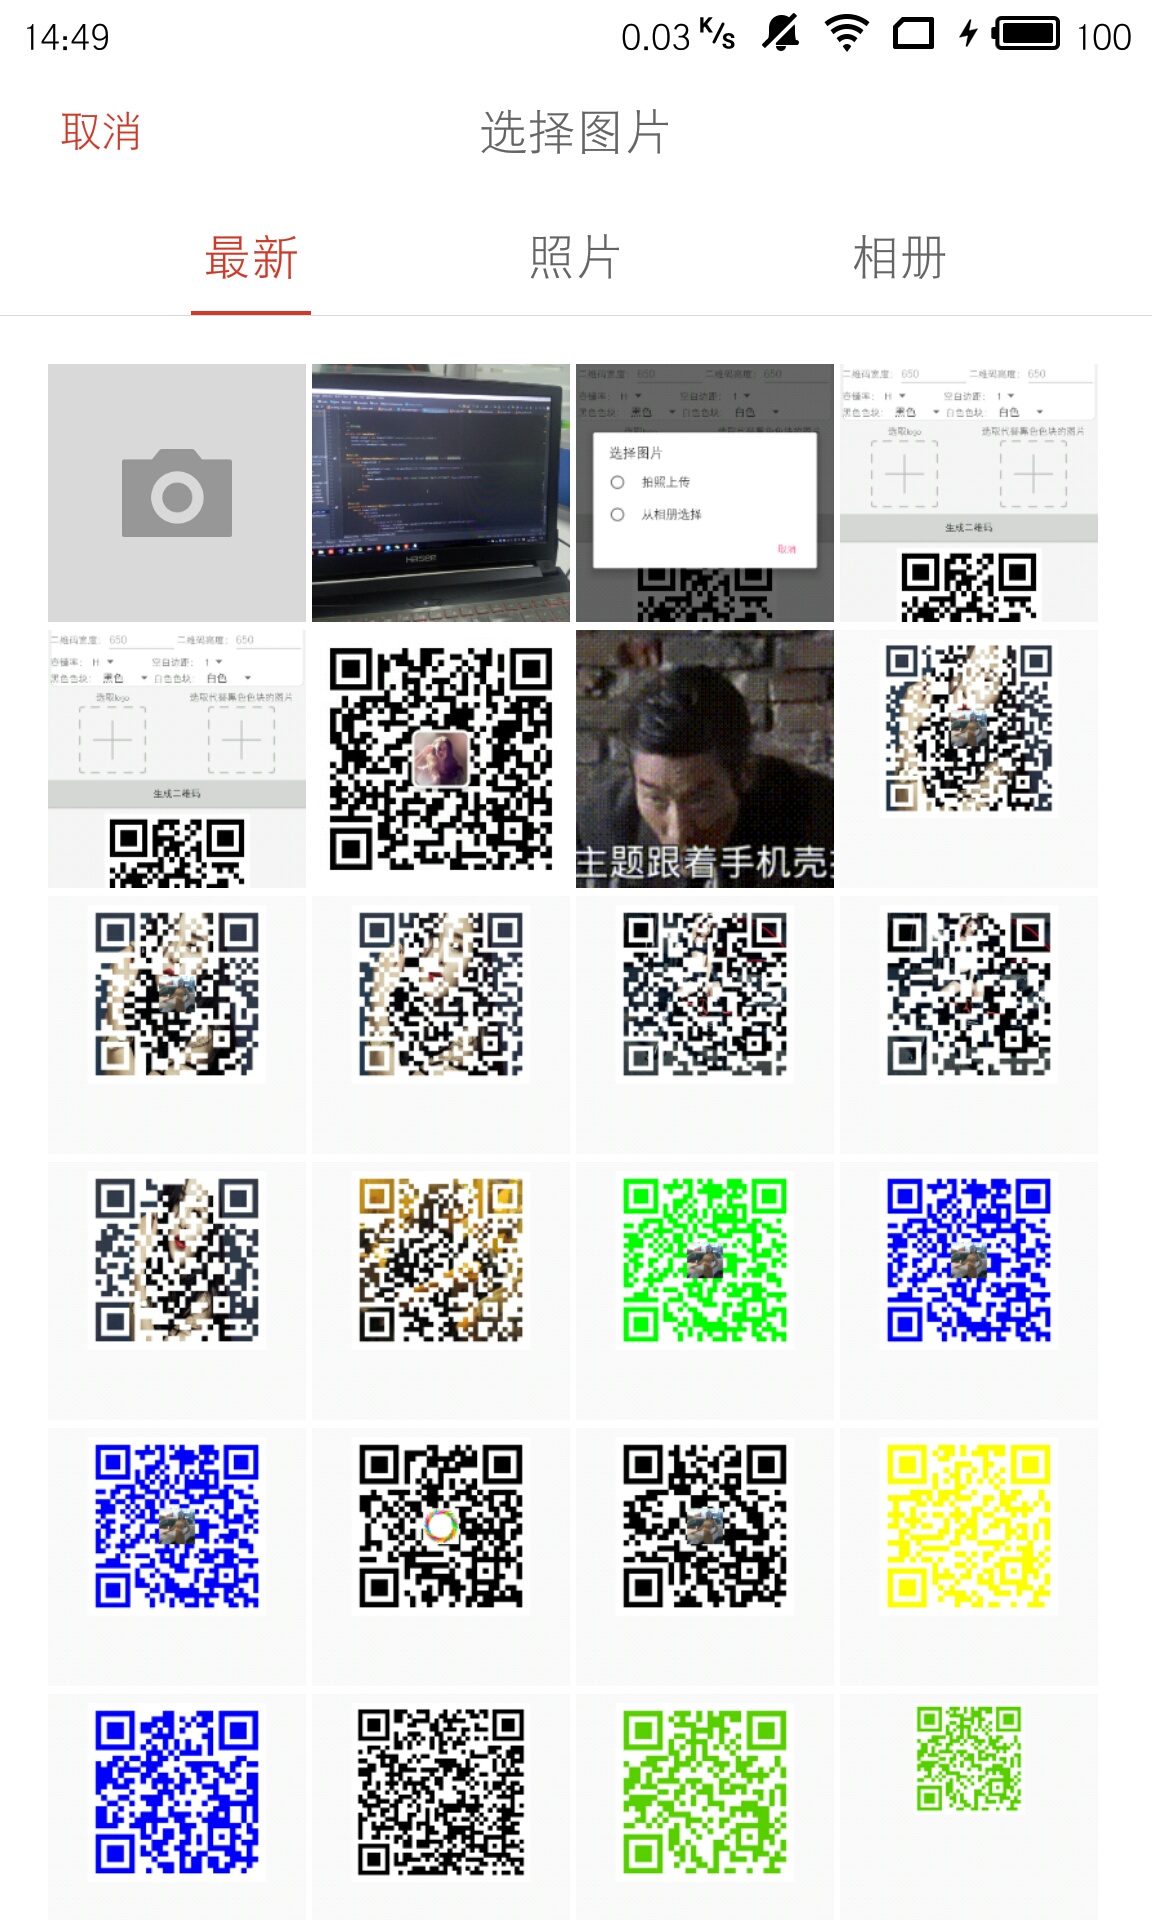 14:49 0.03 K/s 100
取消 选择图片
最新 照片 相册
HASEE
二维码宽度: 650 二维码高度: 650
容错率: H 空白边距: 1
黑色色块: 黑色 白色色块: 白色
选择图片
拍照上传
从相册选择
取消
二维码宽度: 650 二维码高度: 650
容错率: H 空白边距: 1
黑色色块: 黑色 白色色块: 白色
选取logo 选取代替黑色色块的图片
生成二维码
二维码宽度: 650 二维码高度: 650
容错率: H 空白边距: 1
黑色色块: 黑色 白色色块: 白色
选取logo 选取代替黑色色块的图片
生成二维码
主题跟着手机壳